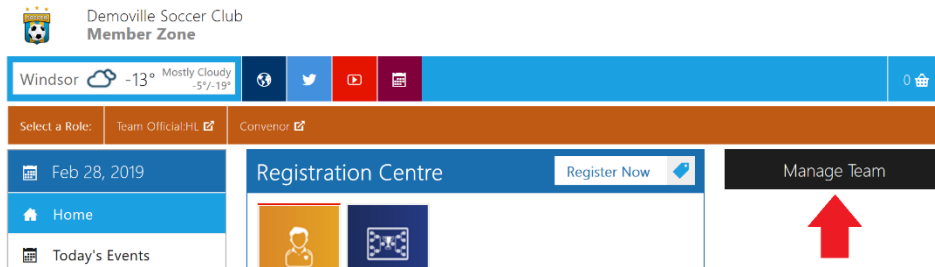 Demoville Soccer Club
Member Zone
Windsor -13° Mostly Cloudy
-5°/-19°
0
Select a Role: Team Official:HL Convenor
Feb 28, 2019
Registration Centre
Register Now
Manage Team
Home
Today's Events